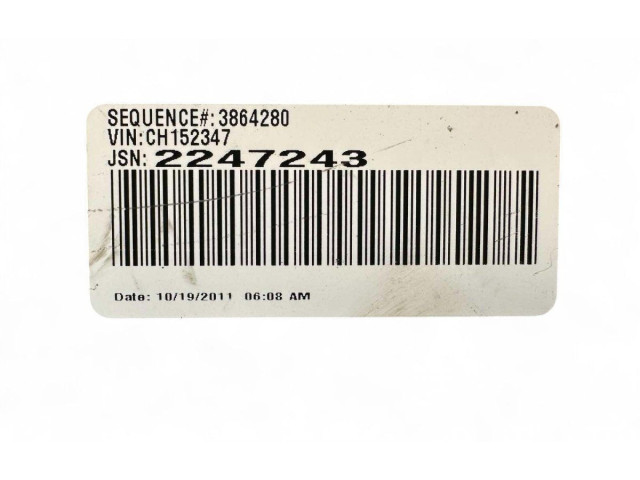 SEQUENCE#: 3864280
VIN: CH152347
JSN: 2247243
Date: 10/19/2011 06:08 AM